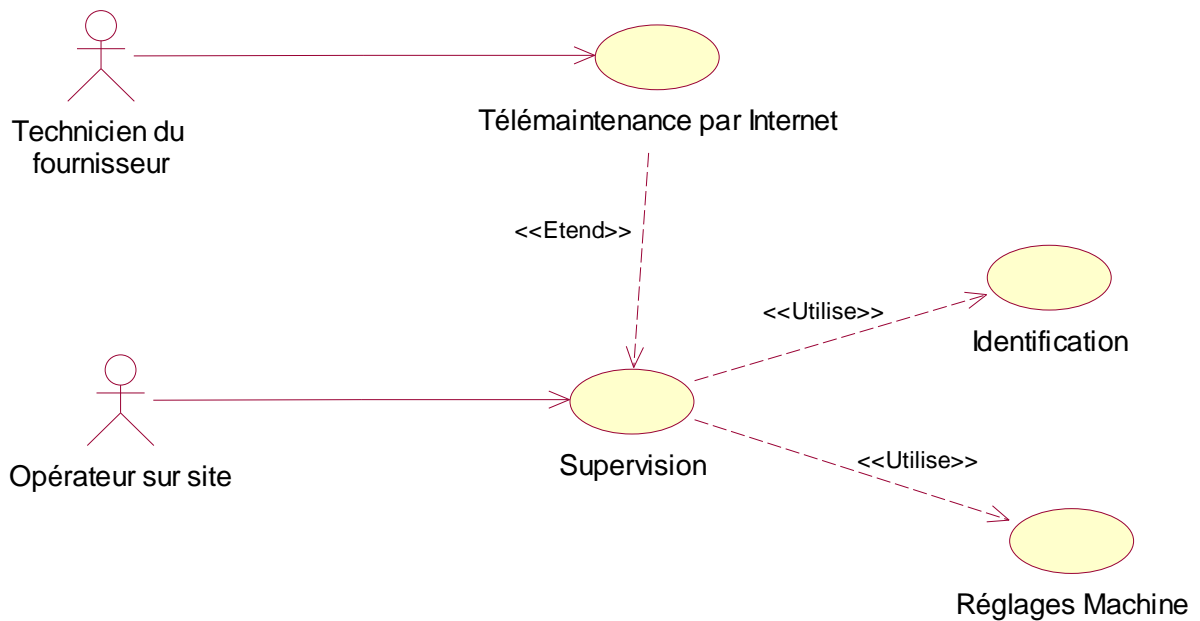 Technicien du
fournisseur
Télémaintenance par Internet
<<Etend>>
<<Utilise>>
Identification
Opérateur sur site
Supervision
<<Utilise>>
Réglages Machine